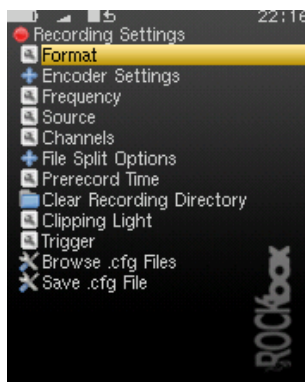 22:16
Recording Settings
Format
Encoder Settings
Frequency
Source
Channels
File Split Options
Prerecord Time
Clear Recording Directory
Clipping Light
Trigger
Browse .cfg Files
Save .cfg File
ROCKbox